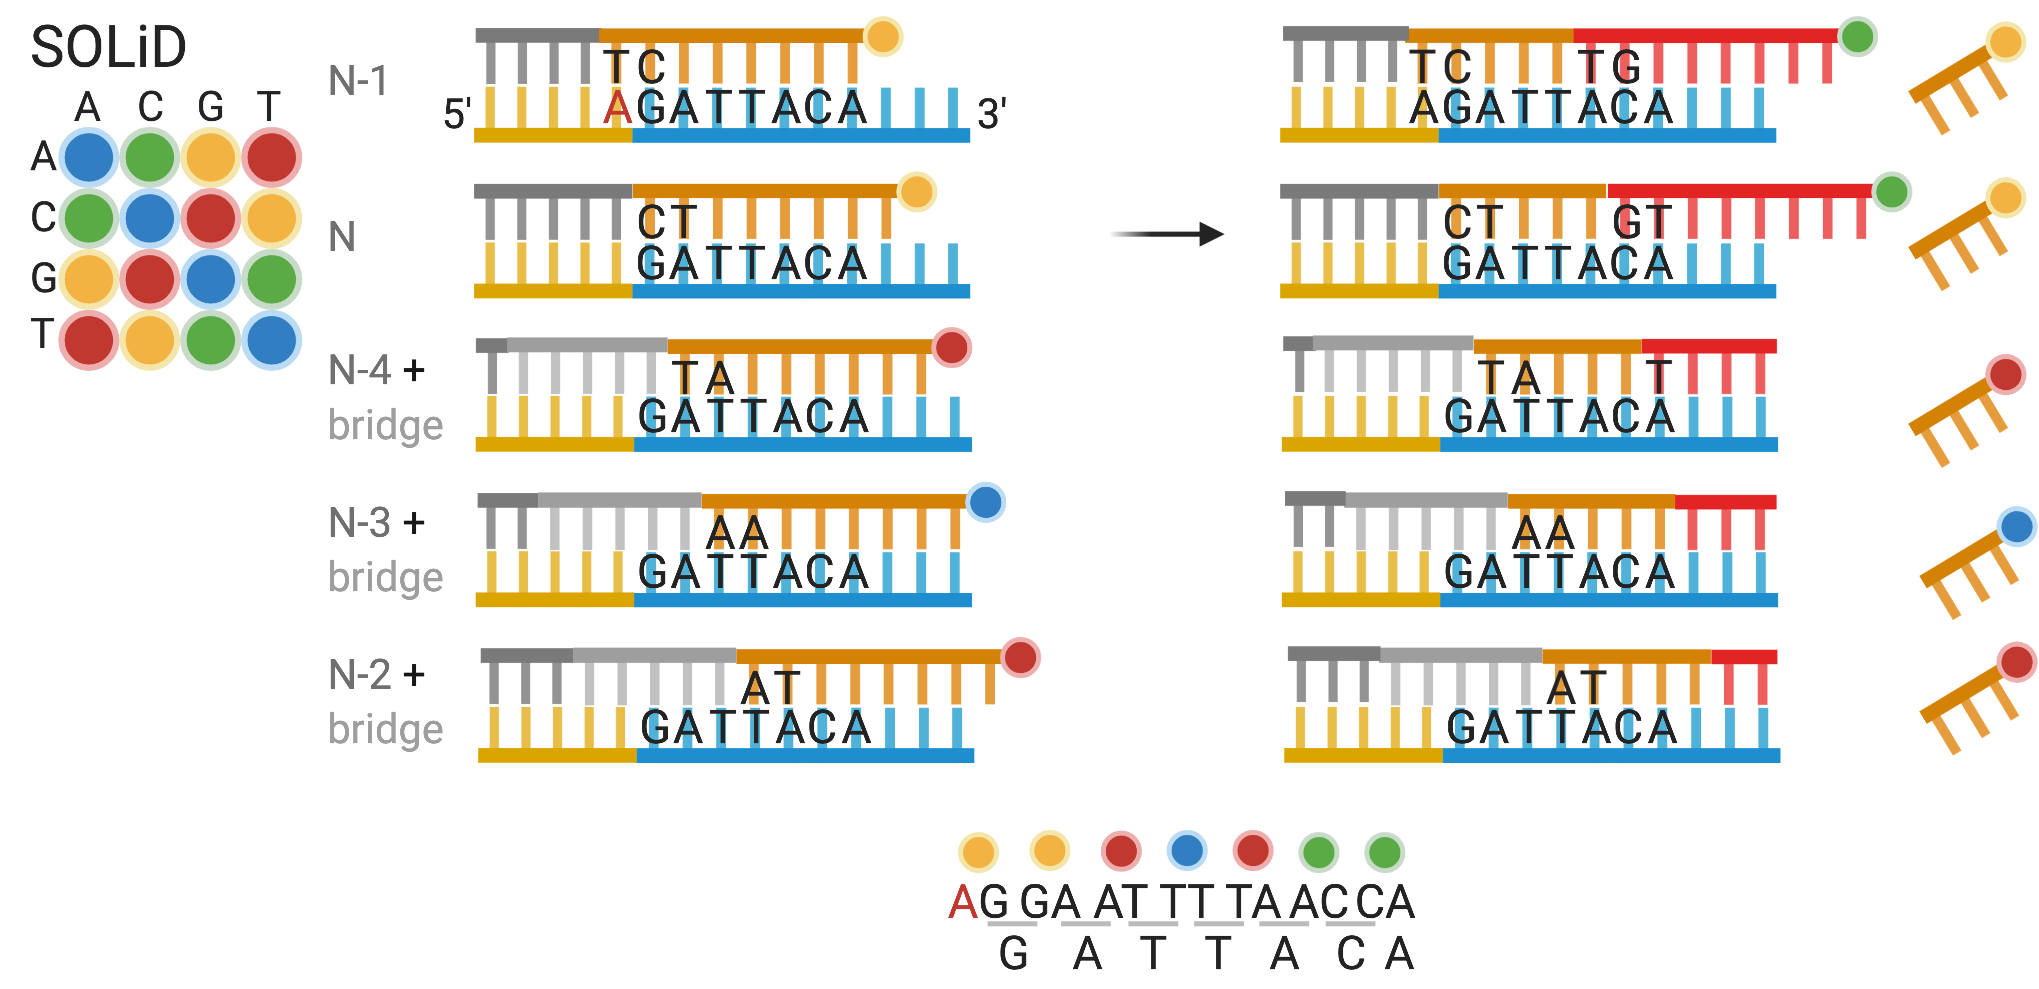 SOLiD
A C G T
A
C
G
T
N-1
5'
TC
AGATTACA
3'
TC TG
AGATTACA
N
CT
GATTACA
CT GT
GATTACA
N-4 +
bridge
TA
GATTACA
TA T
GATTACA
N-3 +
bridge
AA
GATTACA
AA
GATTACA
N-2 +
bridge
AT
GATTACA
AT
GATTACA
AG GA AT TT TA AC CA
G A T T A C A